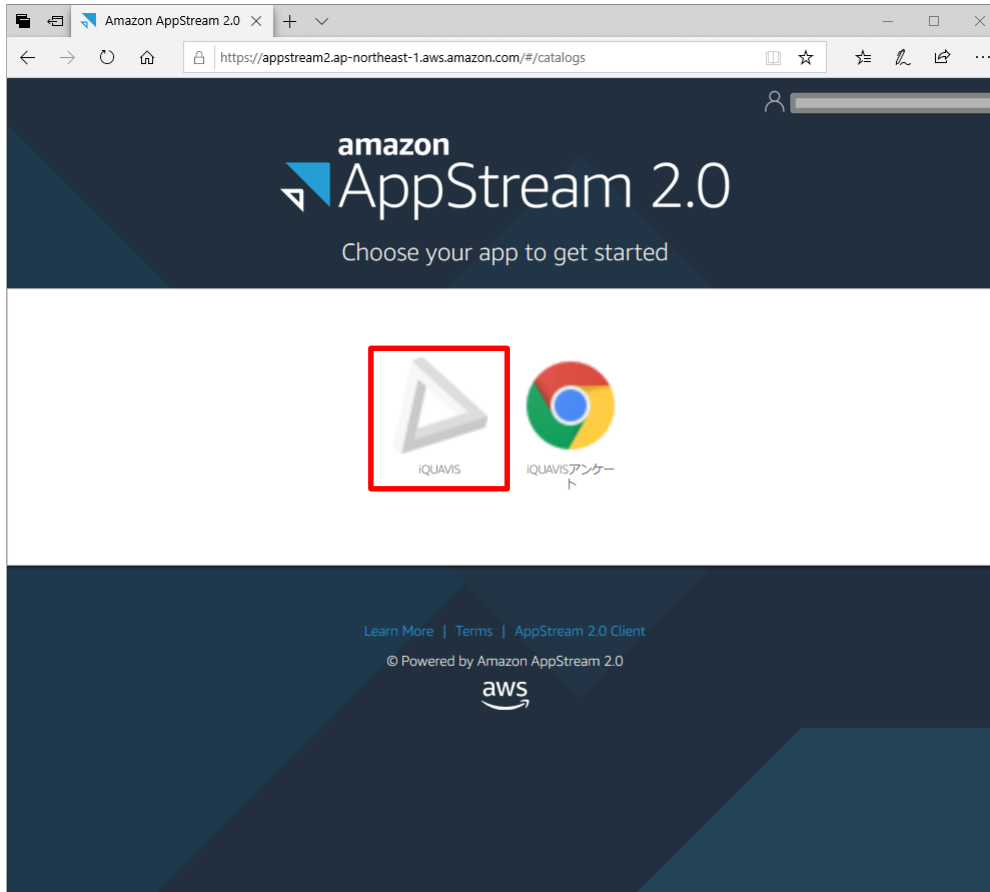 Amazon AppStream 2.0
https://appstream2.ap-northeast-1.aws.amazon.com/#/catalogs
amazon
AppStream 2.0
Choose your app to get started
iQUAVIS
iQUAVISアンケー
ト
Learn More | Terms | AppStream 2.0 Client
© Powered by Amazon AppStream 2.0
aws